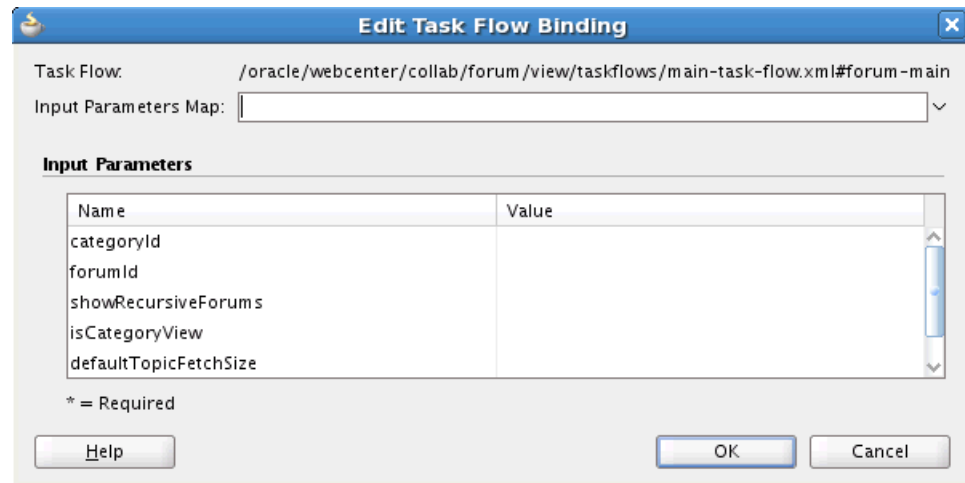 Edit Task Flow Binding
Task Flow: /oracle/webcenter/collab/forum/view/taskflows/main-task-flow.xml#forum-main
Input Parameters Map:
Input Parameters
Name Value
categoryId
forumId
showRecursiveForums
isCategoryView
defaultTopicFetchSize
* = Required
Help OK Cancel